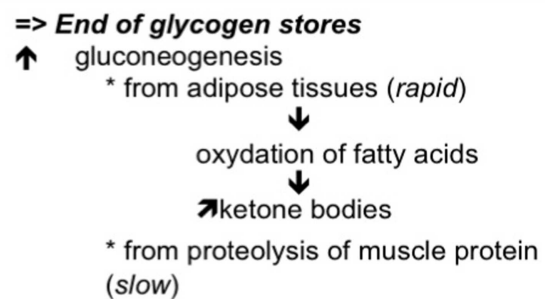 => End of glycogen stores
↑ gluconeogenesis
* from adipose tissues (rapid)
↓
oxydation of fatty acids
↓
↗ketone bodies
* from proteolysis of muscle protein
(slow)